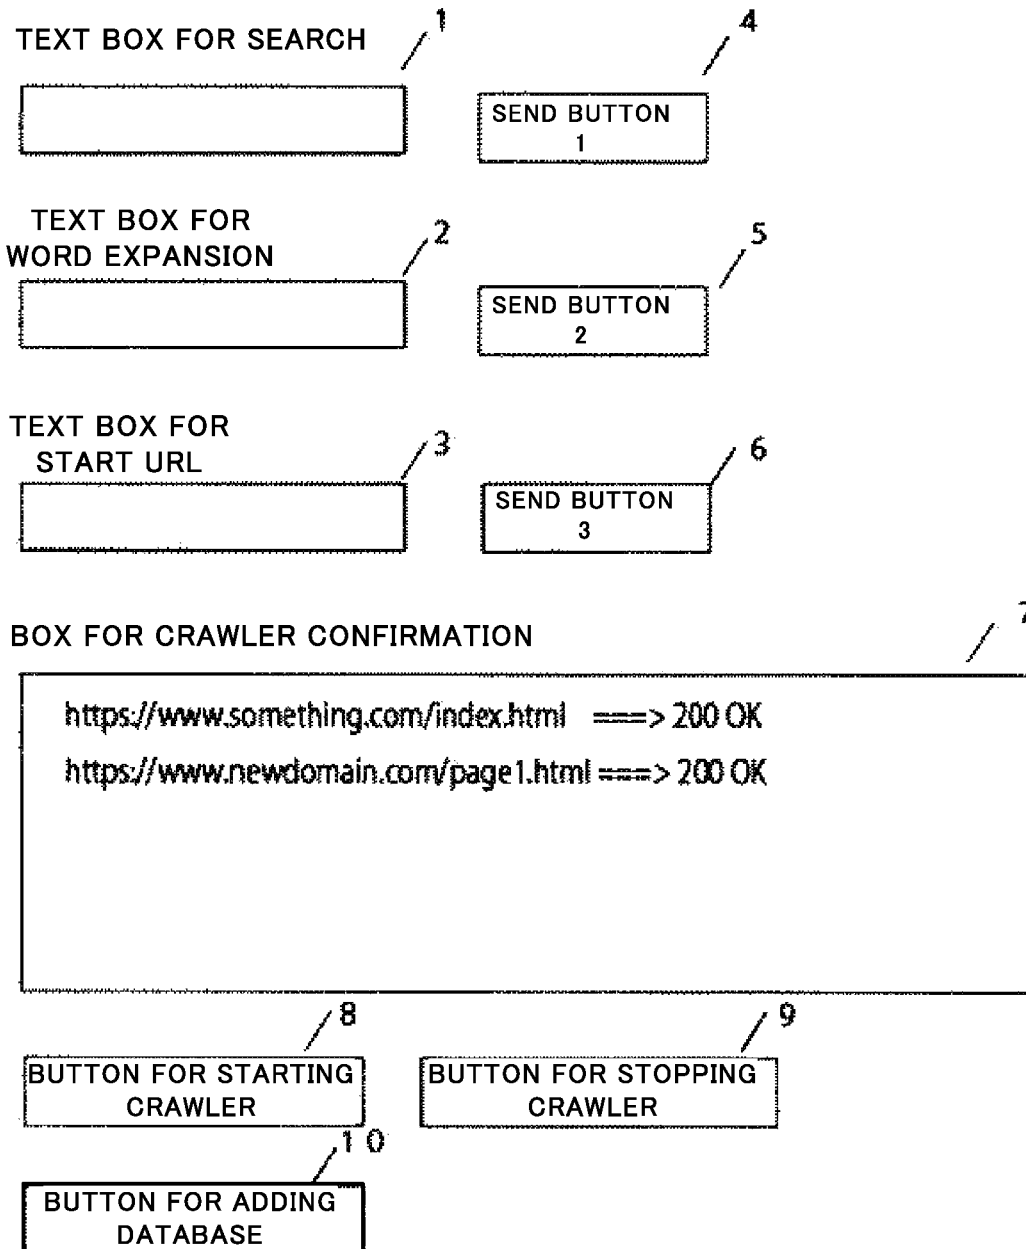 1
4
TEXT BOX FOR SEARCH
SEND BUTTON
1
TEXT BOX FOR
WORD EXPANSION
2
5
SEND BUTTON
2
TEXT BOX FOR
START URL
3
6
SEND BUTTON
3
7
BOX FOR CRAWLER CONFIRMATION
https://www.something.com/index.html ===> 200 OK
https://www.newdomain.com/page1.html ===> 200 OK
8
9
BUTTON FOR STARTING
CRAWLER
BUTTON FOR STOPPING
CRAWLER
10
BUTTON FOR ADDING
DATABASE